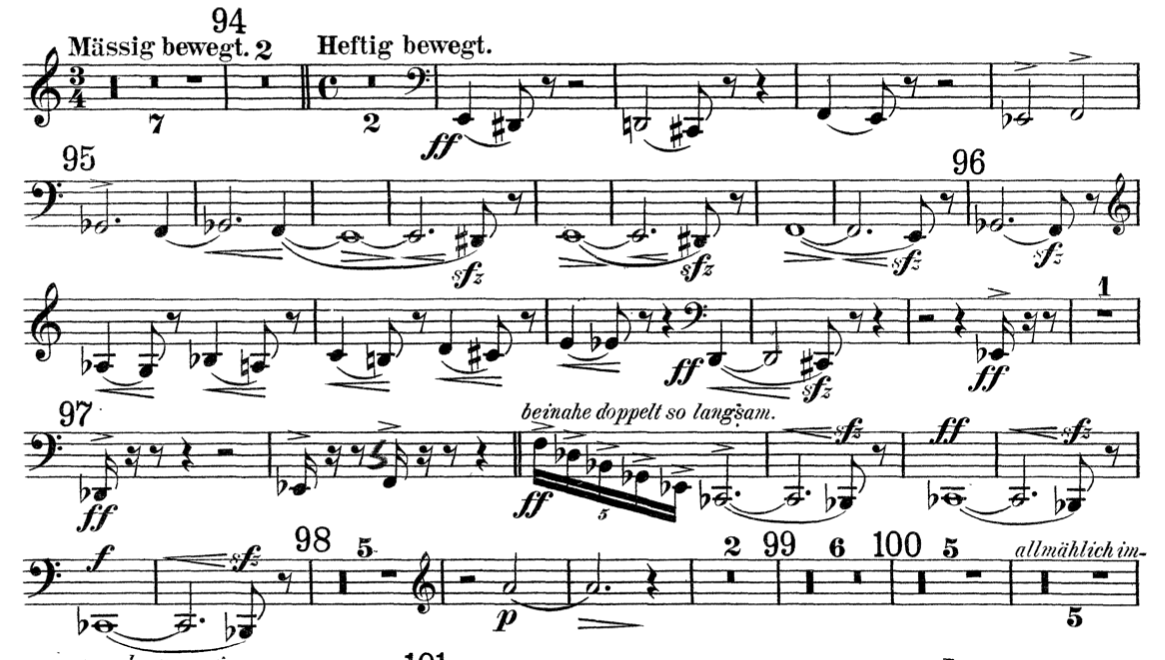 94
Mässig bewegt. 2 Heftig bewegt.
3
4
7 2
ff
95 96
sfz sfz sfz sfz
1
ff sfz ff
97 beinahe doppelt so langsam.
sfz ff sfz
ff ff 5
f sfz 98 5 2 99 6 100 5 allmählich im-
p 5
101